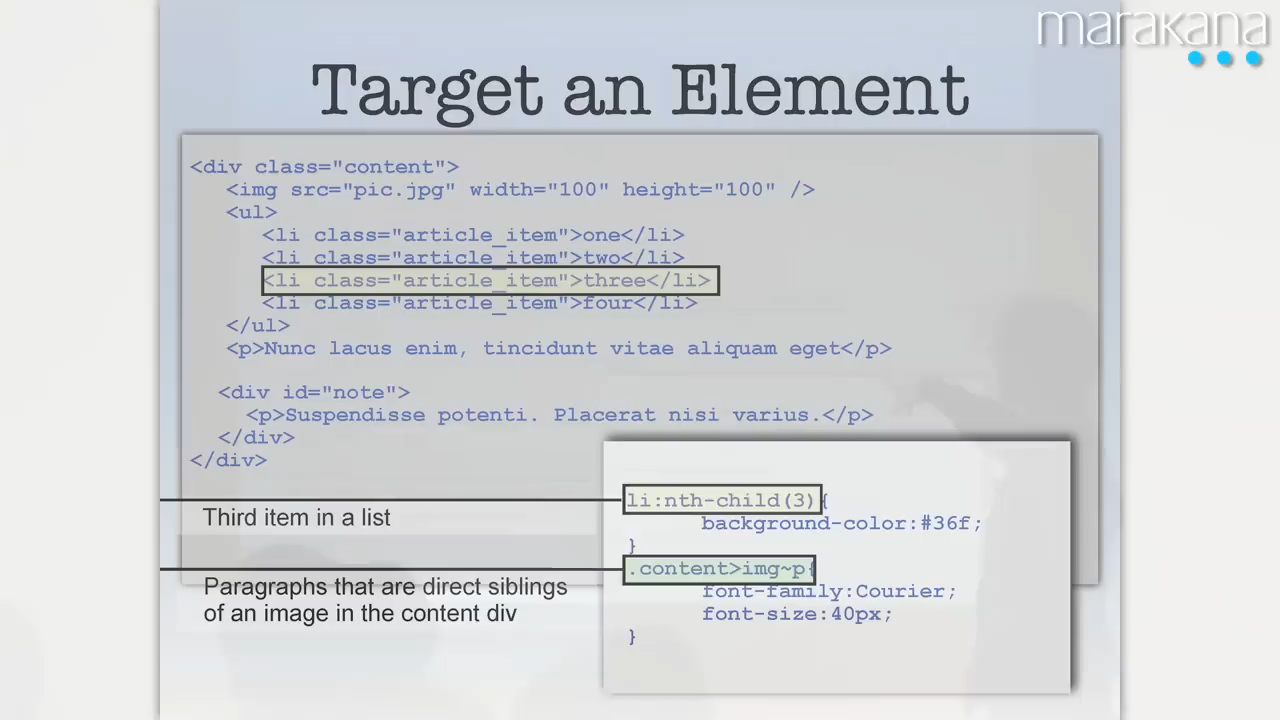 marakana
Target an Element
<div class="content">
<img src="pic.jpg" width="100" height="100" />
<ul>
<li class="article_item">one</li>
<li class="article_item">two</li>
<li class="article_item">three</li>
<li class="article_item">four</li>
</ul>
<p>Nunc lacus enim, tincidunt vitae aliquam eget</p>
<div id="note">
<p>Suspendisse potenti. Placerat nisi varius.</p>
</div>
</div>
li:nth-child(3){
background-color:#36f;
}
.content>img~p{
font-family:Courier;
font-size:40px;
}
Third item in a list
Paragraphs that are direct siblings
of an image in the content div